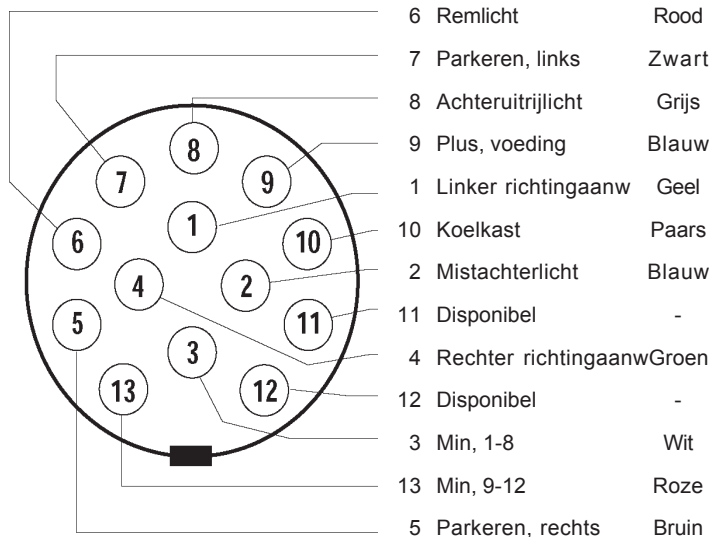 6 Remlicht Rood
7 Parkeren, links Zwart
8 Achteruitrijlicht Grijs
9 Plus, voeding Blauw
1 Linker richtingaanw Geel
10 Koelkast Paars
2 Mistachterlicht Blauw
11 Disponibel -
4 Rechter richtingaanwGroen
12 Disponibel -
3 Min, 1-8 Wit
13 Min, 9-12 Roze
5 Parkeren, rechts Bruin
8
7 9
1
6 10
4 2
5 11
3
13 12